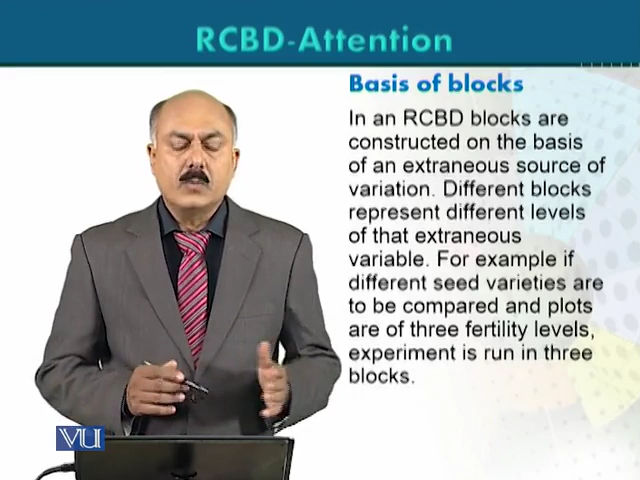 RCBD-Attention
Basis of blocks
In an RCBD blocks are
constructed on the basis
of an extraneous source of
variation. Different blocks
represent different levels
of that extraneous
variable. For example if
different seed varieties are
to be compared and plots
are of three fertility levels,
experiment is run in three
blocks.
VU